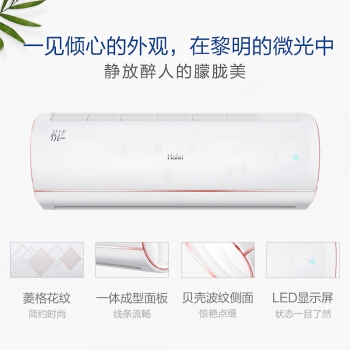 一见倾心的外观，在黎明的微光中
静放醉人的朦胧美
Haier
26
菱格花纹
简约时尚
一体成型面板
线条流畅
贝壳波纹侧面
惊艳点缀
LED显示屏
状态一目了然